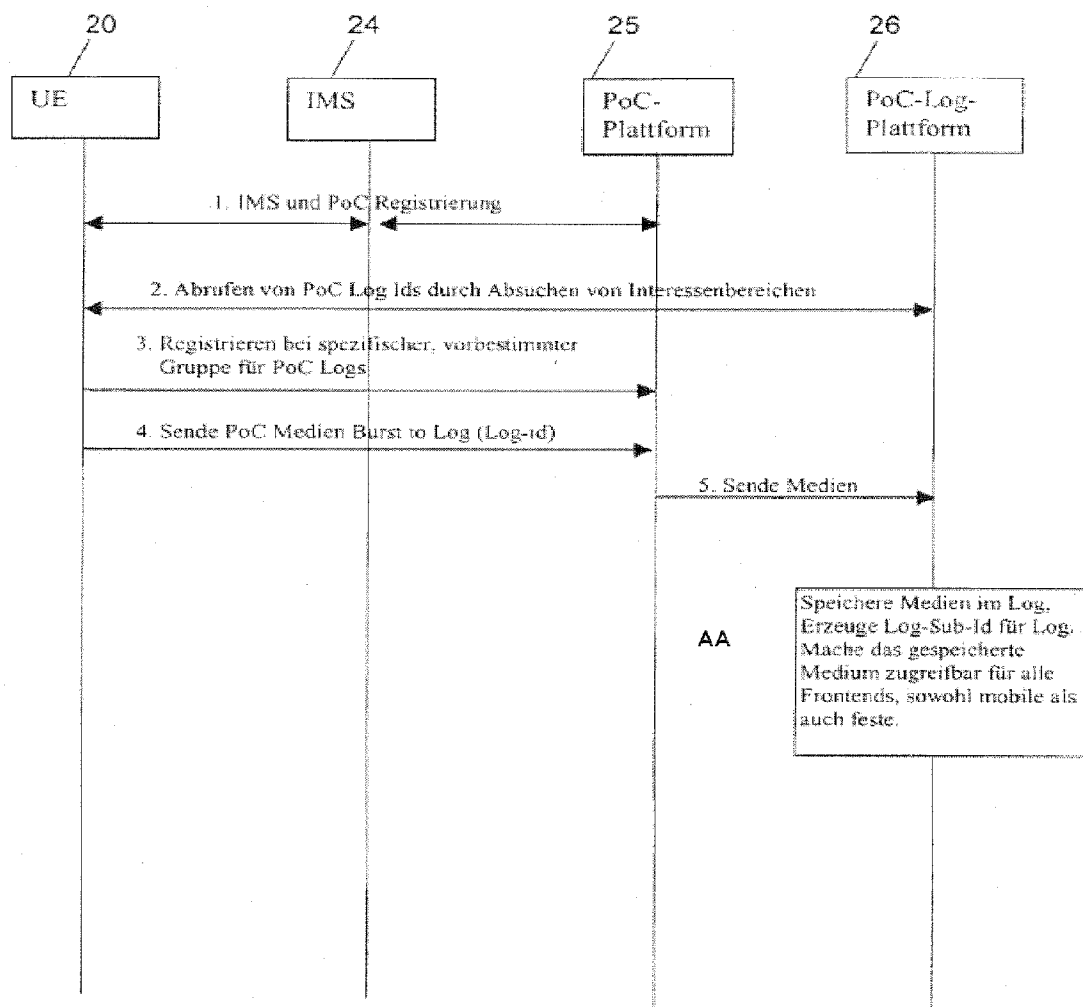 20
24
25
26
UE
IMS
PoC-
Plattform
PoC-Log-
Plattform
1. IMS und PoC Registrierung
2. Abrufen von PoC Log Ids durch Absuchen von Interessenbereichen
3. Registrieren bei spezifischer, vorbestimmter
Gruppe für PoC Logs
4. Sende PoC Medien Burst to Log (Log-id)
5. Sende Medien
AA
Speichere Medien im Log.
Erzeuge Log-Sub-Id für Log.
Mache das gespeicherte
Medium zugreifbar für alle
Frontends, sowohl mobile als
auch feste.